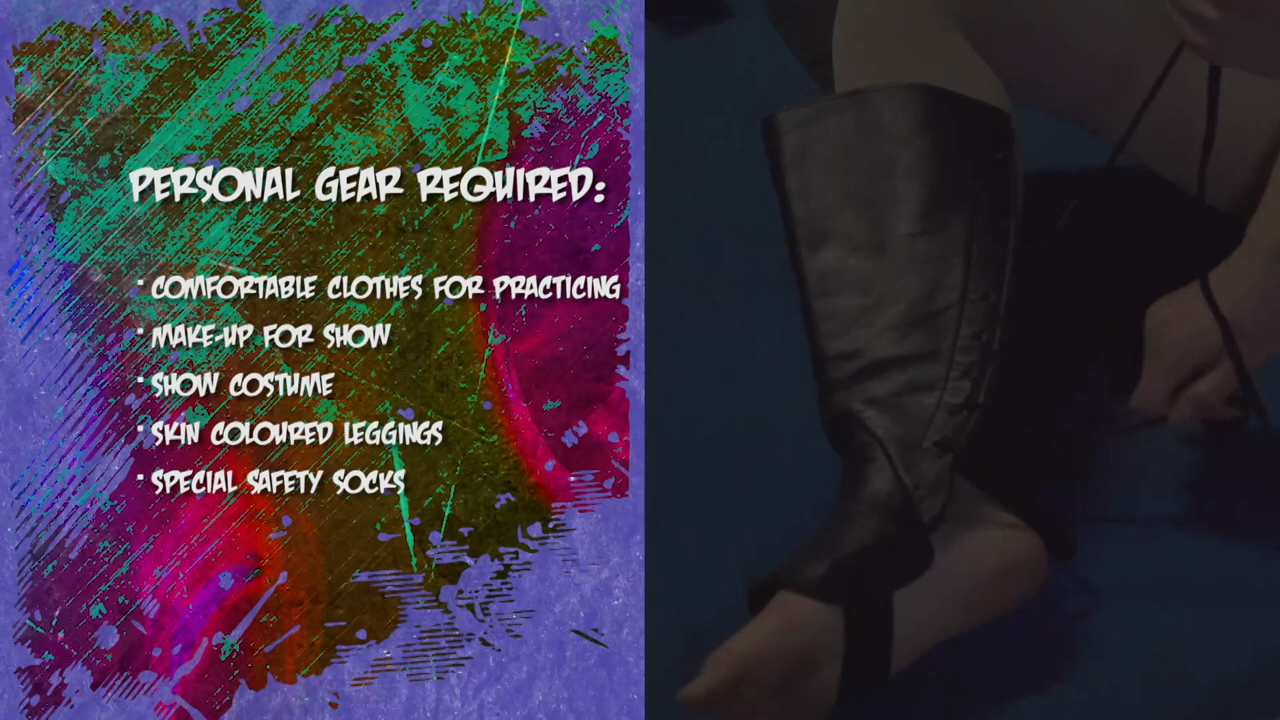 PERSONAL GEAR REQUIRED:
· COMFORTABLE CLOTHES FOR PRACTICING
· MAKE-UP FOR SHOW
· SHOW COSTUME
· SKIN COLOURED LEGGINGS
· SPECIAL SAFETY SOCKS